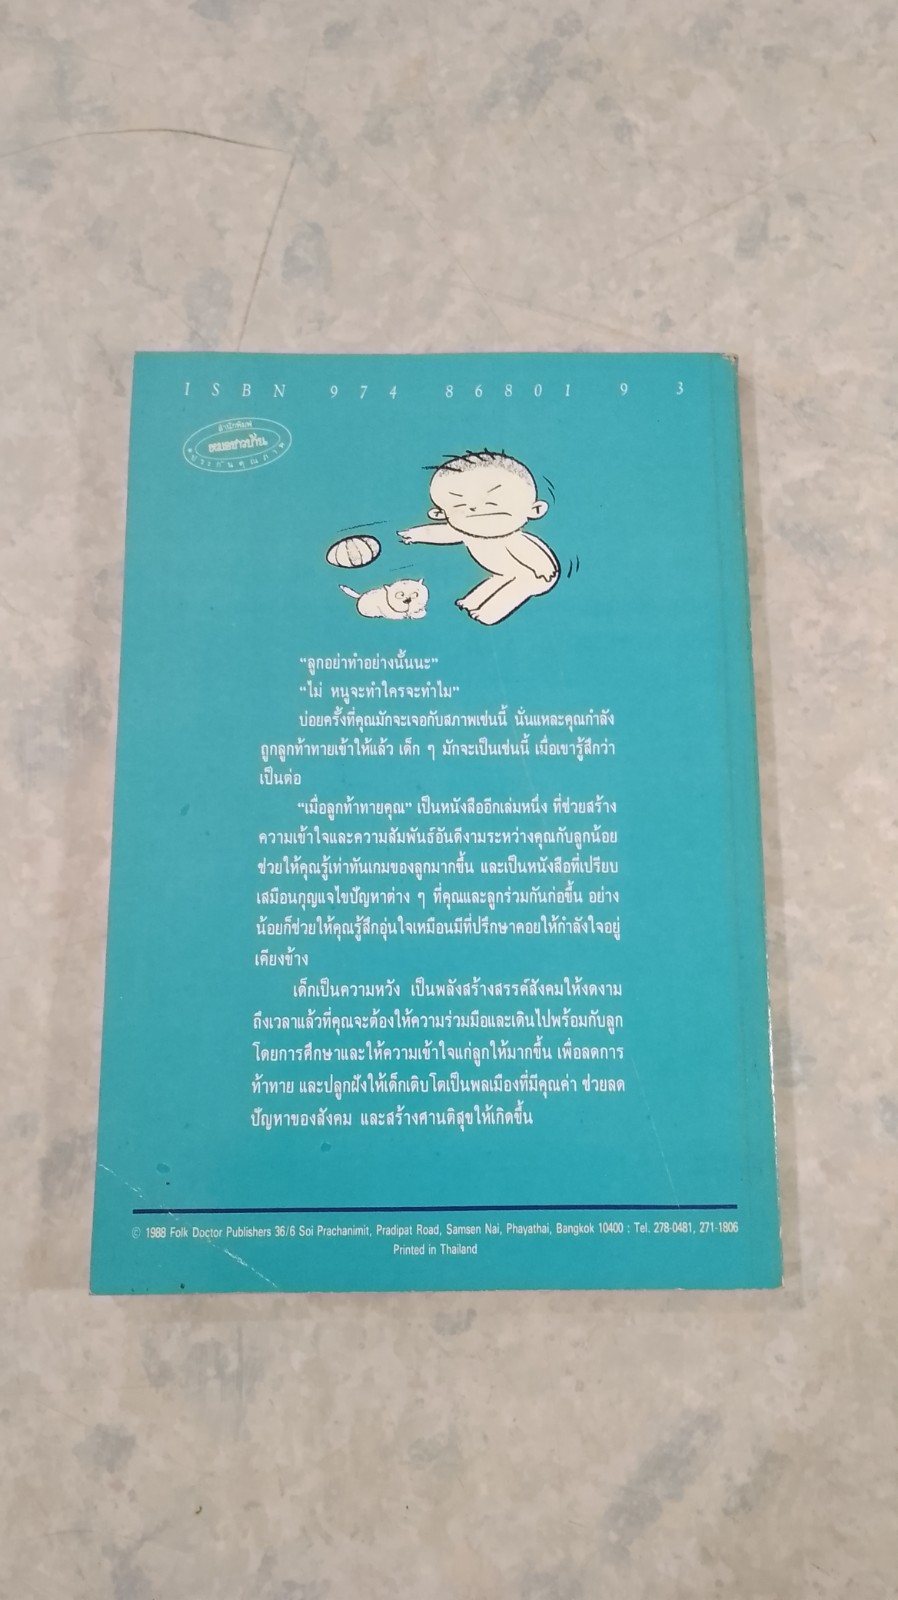 ISBN 974 86801 9 3
สำนักพิมพ์
หมอชาวบ้าน
ประกันคุณภาพ
“ลูกอย่าทำอย่างนั้นนะ”
“ไม่ หนูจะทำใครจะทำไม”
บ่อยครั้งที่คุณมักจะเจอกับสภาพเช่นนี้ นั่นแหละคุณกำลัง
ถูกลูกท้าทายเข้าให้แล้ว เด็ก ๆ มักจะเป็นเช่นนี้ เมื่อเขารู้สึกว่า
เป็นต่อ
“เมื่อลูกท้าทายคุณ” เป็นหนังสืออีกเล่มหนึ่ง ที่ช่วยสร้าง
ความเข้าใจและความสัมพันธ์อันดีงามระหว่างคุณกับลูกน้อย
ช่วยให้คุณรู้เท่าทันเกมของลูกมากขึ้น และเป็นหนังสือที่เปรียบ
เสมือนกุญแจไขปัญหาต่าง ๆ ที่คุณและลูกร่วมกันก่อขึ้น อย่าง
น้อยก็ช่วยให้คุณรู้สึกอุ่นใจเหมือนมีที่ปรึกษาคอยให้กำลังใจอยู่
เคียงข้าง
เด็กเป็นความหวัง เป็นพลังสร้างสรรค์สังคมให้งดงาม
ถึงเวลาแล้วที่คุณจะต้องให้ความร่วมมือและเดินไปพร้อมกับลูก
โดยการศึกษาและให้ความเข้าใจแก่ลูกให้มากขึ้น เพื่อลดการ
ท้าทาย และปลูกฝังให้เด็กเติบโตเป็นพลเมืองที่มีคุณค่า ช่วยลด
ปัญหาของสังคม และสร้างศานติสุขให้เกิดขึ้น
© 1988 Folk Doctor Publishers 36/6 Soi Prachanimit, Pradipat Road, Samsen Nai, Phayathai, Bangkok 10400 : Tel. 278-0481, 271-1806
Printed in Thailand